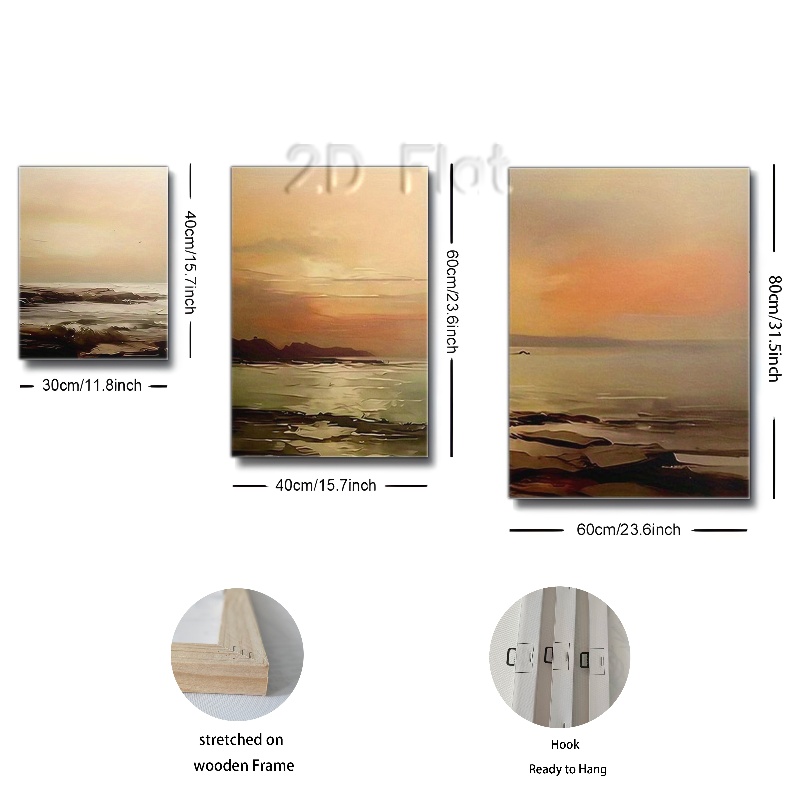 2D Flat
40cm/15.7inch
30cm/11.8inch
60cm/23.6inch
40cm/15.7inch
80cm/31.5inch
60cm/23.6inch
stretched on
wooden Frame
Hook
Ready to Hang